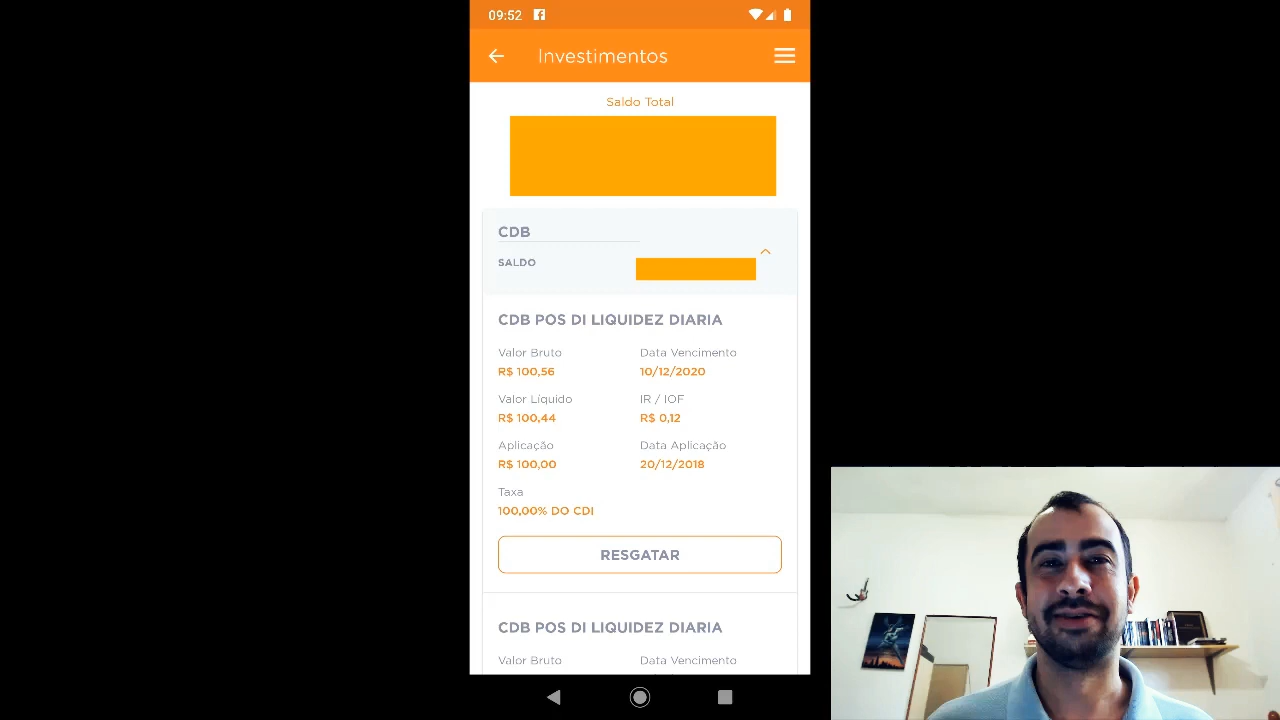 09:52
Investimentos
Saldo Total
CDB
SALDO
CDB POS DI LIQUIDEZ DIARIA
Valor Bruto Data Vencimento
R$ 100,56 10/12/2020
Valor Líquido IR / IOF
R$ 100,44 R$ 0,12
Aplicação Data Aplicação
R$ 100,00 20/12/2018
Taxa
100,00% DO CDI
RESGATAR
CDB POS DI LIQUIDEZ DIARIA
Valor Bruto Data Vencimento